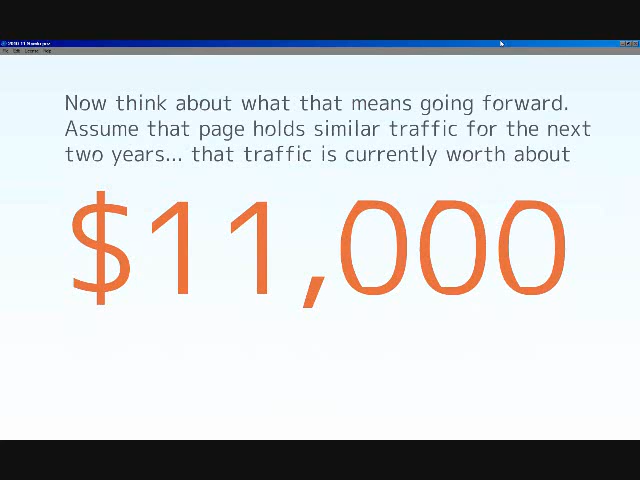 Now think about what that means going forward.
Assume that page holds similar traffic for the next
two years... that traffic is currently worth about
$11,000